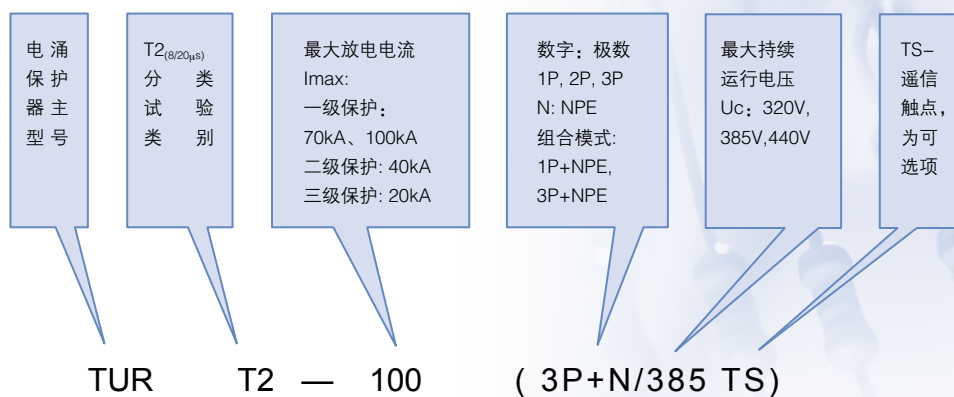 电 涌
保 护
器 主
型 号
T2(8/20μs)
分 类
试 验
类 别
最大放电电流
Imax:
一级保护：
70kA、100kA
二级保护: 40kA
三级保护: 20kA
数字：极数
1P, 2P, 3P
N: NPE
组合模式:
1P+NPE,
3P+NPE
最大持续
运行电压
Uc：320V,
385V,440V
TS–
遥信
触点，
为可
选项
TUR T2 — 100 ( 3P+N/385 TS)